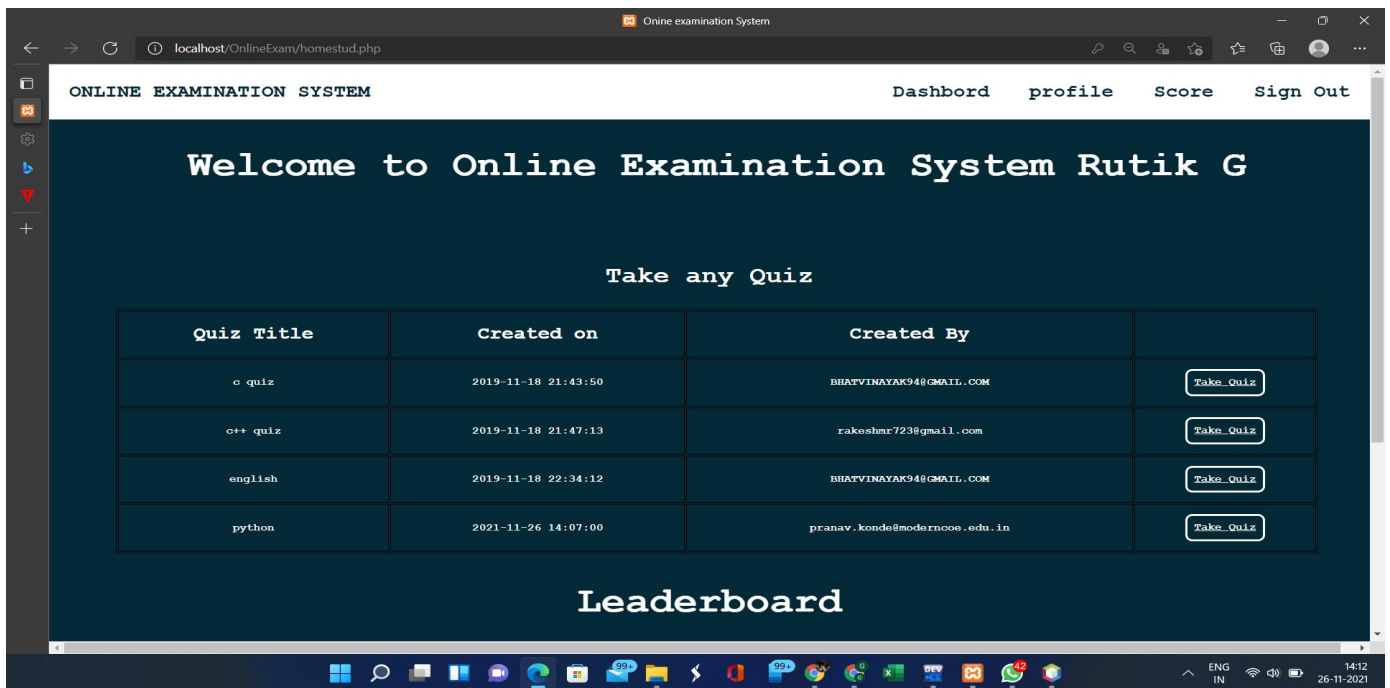 Onine examination System
localhost/OnlineExam/homestud.php
ONLINE EXAMINATION SYSTEM Dashbord profile Score Sign Out
Welcome to Online Examination System Rutik G
Take any Quiz
Quiz Title Created on Created By
c quiz 2019-11-18 21:43:50 BHATVINAYAK94@GMAIL.COM Take Quiz
c++ quiz 2019-11-18 21:47:13 rakeshmr723@gmail.com Take Quiz
english 2019-11-18 22:34:12 BHATVINAYAK94@GMAIL.COM Take Quiz
python 2021-11-26 14:07:00 pranav.konde@moderncoe.edu.in Take Quiz
Leaderboard
99+ 99+ DEV 42 ENG 14:12
IN 26-11-2021